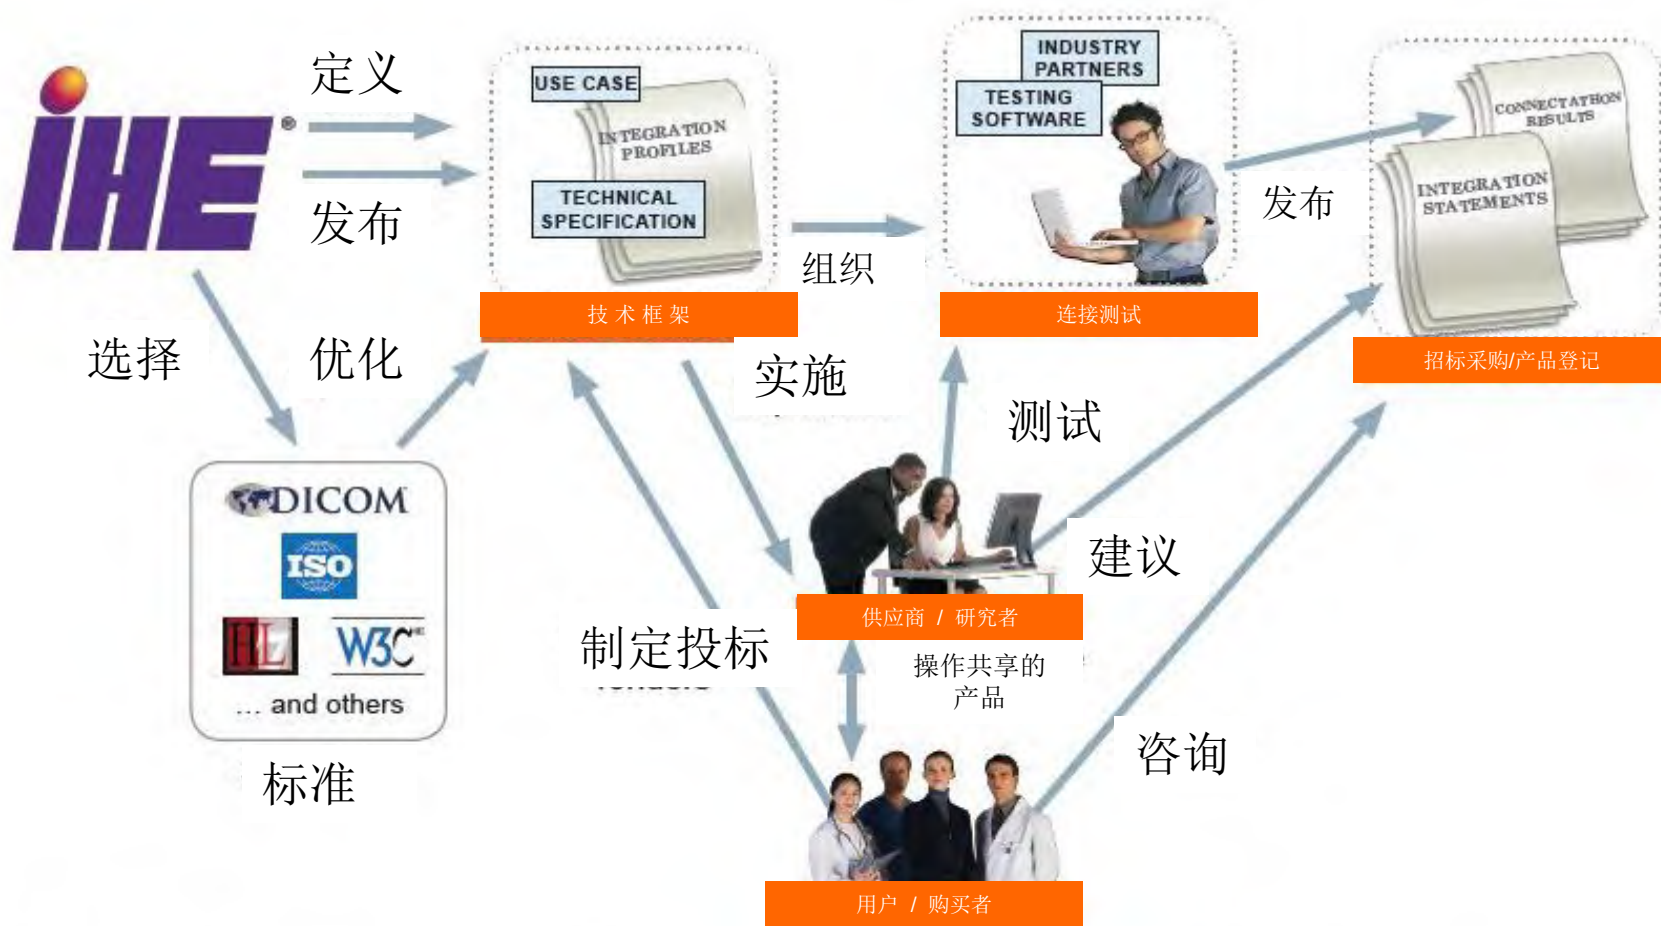 IHE®
定义
发布
USE CASE
INTEGRATION
PROFILES
TECHNICAL
SPECIFICATION
技术框架
组织
INDUSTRY
PARTNERS
TESTING
SOFTWARE
连接测试
发布
CONNECTATHON
RESULTS
INTEGRATION
STATEMENTS
招标采购/产品登记
选择
优化
实施
测试
DICOM
ISO
HL7
W3C
... and others
标准
建议
供应商 / 研究者
制定投标
操作共享的
产品
咨询
用户 / 购买者